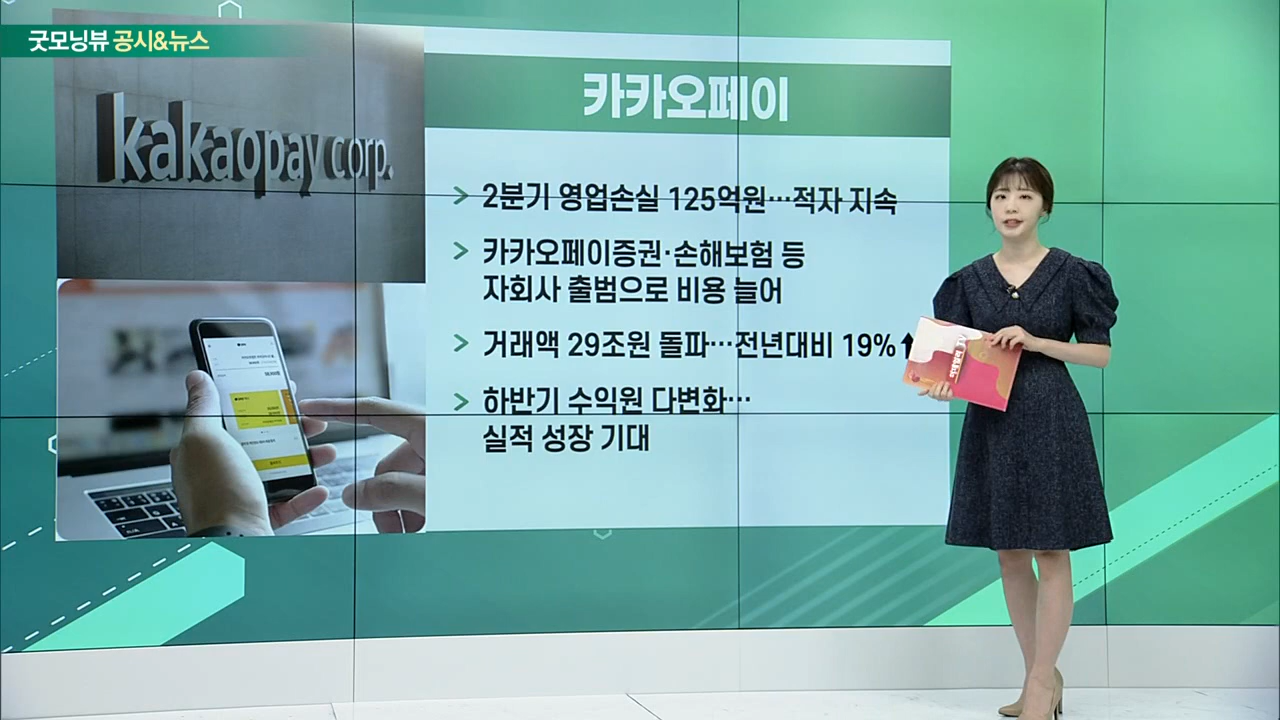 굿모닝뷰 공시&뉴스
kakaopay corp.
카카오페이
> 2분기 영업손실 125억원…적자 지속
> 카카오페이증권·손해보험 등
자회사 출범으로 비용 늘어
> 거래액 29조원 돌파…전년대비 19%↑
> 하반기 수익원 다변화…
실적 성장 기대